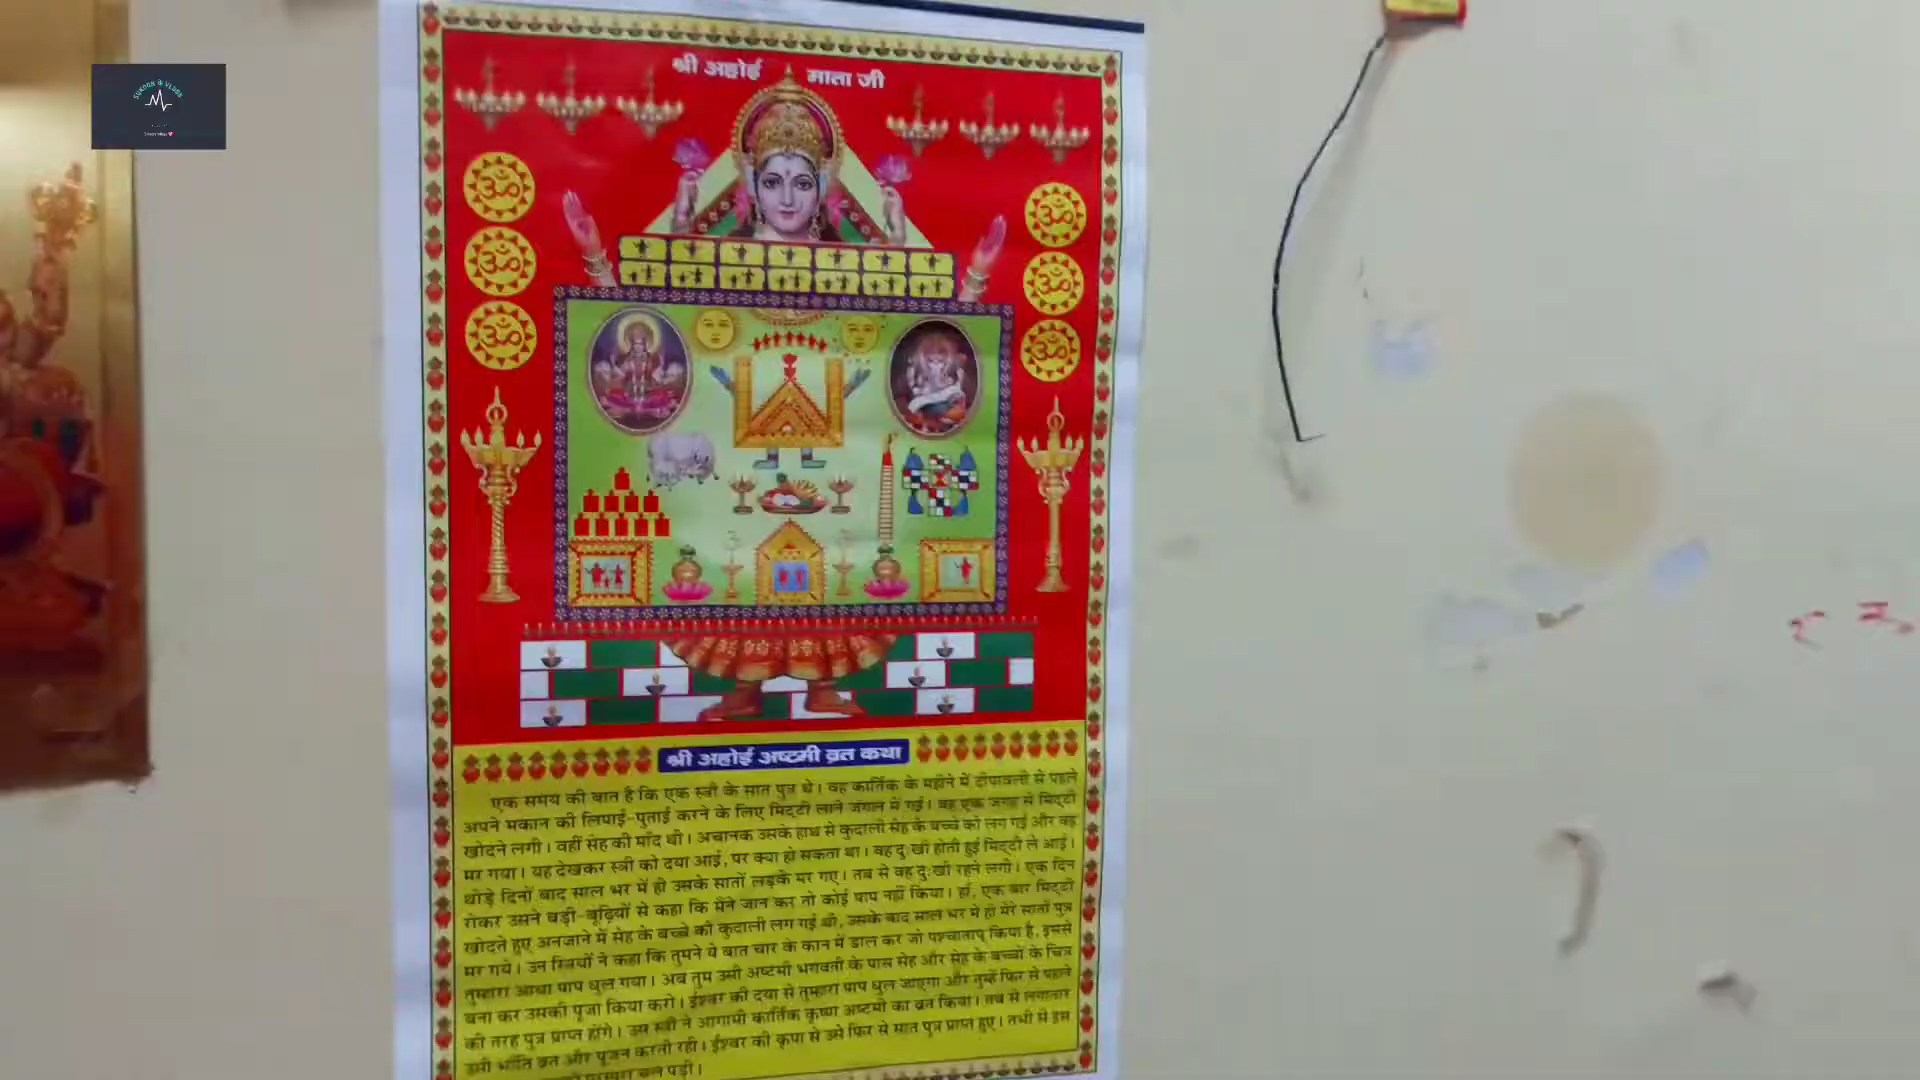 SUKOON & VLOGS
श्री अहोई माता जी
ॐ ॐ
ॐ ॐ
ॐ ॐ
श्री अहोई अष्टमी व्रत कथा
एक समय की बात है कि एक स्त्री के सात पुत्र थे। वह कार्तिक के महीने में दीपावली से पहले
अपने मकान की लिपाई-पुताई करने के लिए मिट्टी लाने जंगल में गई। वह एक जगह से मिट्टी
खोदने लगी। वहीं सेह की माँद थी। अचानक उसके हाथ से कुदाली सेह के बच्चे को लग गई और वह
मर गया। यह देखकर स्त्री को दया आई, पर क्या हो सकता था। वह दुःखी होती हुई मिट्टी ले आई।
थोड़े दिनों बाद साल भर में ही उसके सातों लड़के मर गए। तब से वह दुःखी रहने लगी। एक दिन
रोकर उसने बड़ी-बूढ़ियों से कहा कि मैंने जान कर तो कोई पाप नहीं किया। हाँ, एक बार मिट्टी
खोदते हुए अनजाने में सेह के बच्चे को कुदाली लग गई थी, उसके बाद साल भर में ही मेरे सातों पुत्र
मर गये। उन स्त्रियों ने कहा कि तुमने ये बात चार के कान में डाल कर जो पश्चाताप् किया है, इससे
तुम्हारा आधा पाप धुल गया। अब तुम उसी अष्टमी भगवती के पास सेह और सेह के बच्चों के चित्र
बना कर उसकी पूजा किया करो। ईश्वर की दया से तुम्हारा पाप धुल जाएगा और तुम्हें फिर से पहले
की तरह पुत्र प्राप्त होंगे। उस स्त्री ने आगामी कार्तिक कृष्ण अष्टमी का व्रत किया। तब से लगातार
उसी भाँति व्रत और पूजन करती रही। ईश्वर की कृपा से उसे फिर से सात पुत्र प्राप्त हुए। तभी से इस
चल पड़ी।